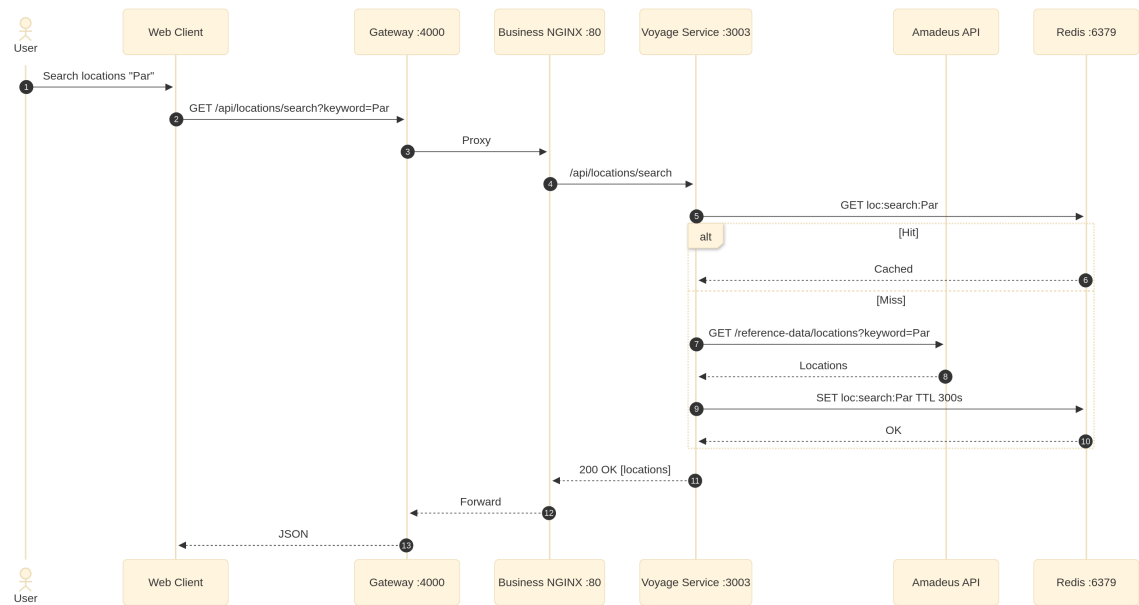 User
Web Client
Gateway :4000
Business NGINX :80
Voyage Service :3003
Amadeus API
Redis :6379
1 Search locations "Par"
2 GET /api/locations/search?keyword=Par
3 Proxy
4 /api/locations/search
5 GET loc:search:Par
alt
[Hit]
Cached 6
[Miss]
7 GET /reference-data/locations?keyword=Par
Locations 8
9 SET loc:search:Par TTL 300s
OK 10
200 OK [locations] 11
Forward 12
JSON 13
User
Web Client
Gateway :4000
Business NGINX :80
Voyage Service :3003
Amadeus API
Redis :6379